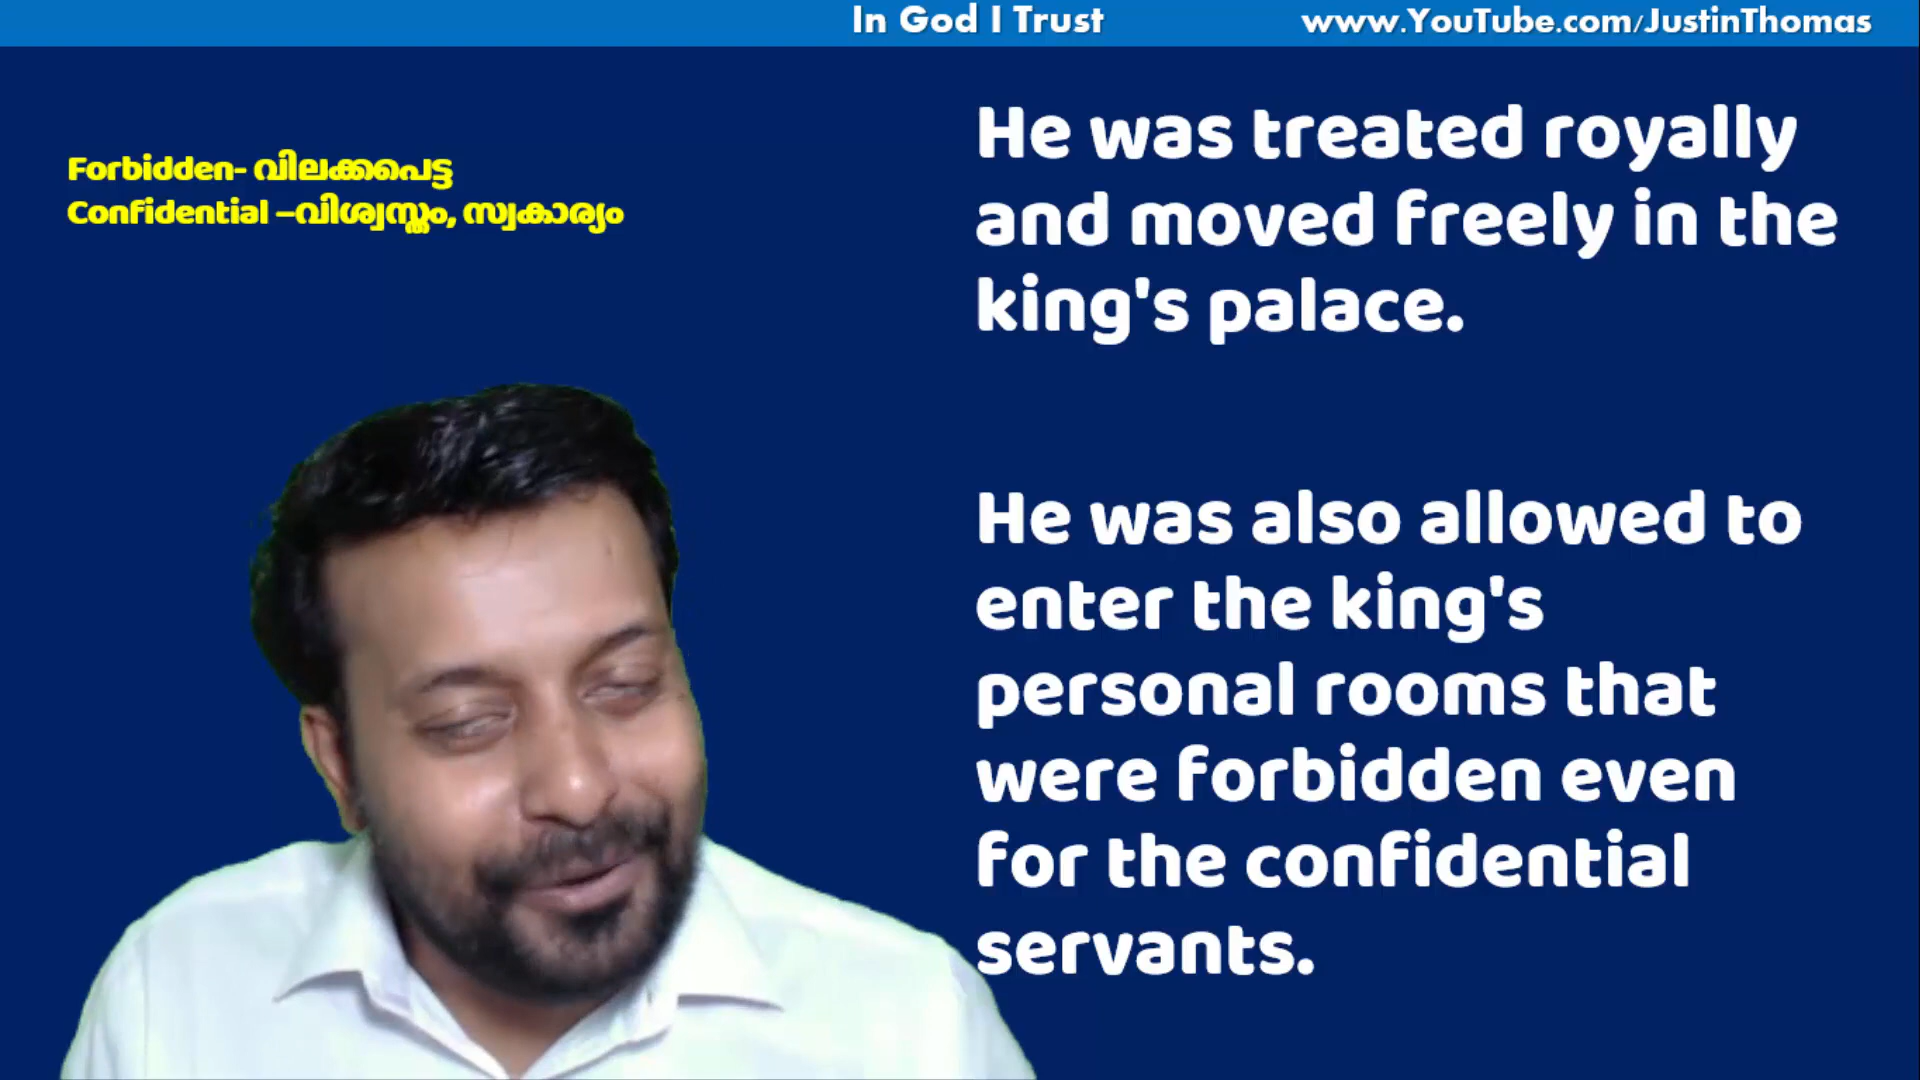 In God I Trust
www.YouTube.com/JustinThomas
Forbidden- വിലക്കപെട്ട
Confidential –വിശ്വസ്തം, സ്വകാര്യം
He was treated royally
and moved freely in the
king's palace.
He was also allowed to
enter the king's
personal rooms that
were forbidden even
for the confidential
servants.